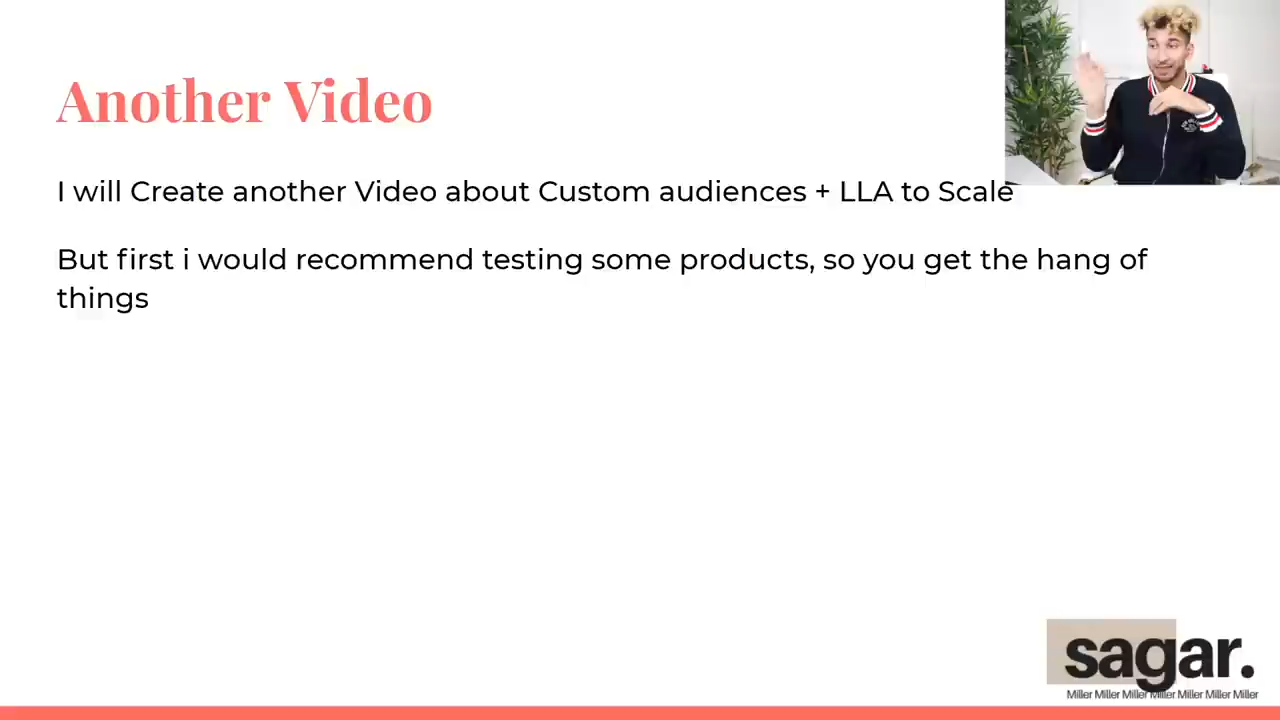 Another Video
I will Create another Video about Custom audiences + LLA to Scale
But first i would recommend testing some products, so you get the hang of
things
sagar.
Miller Miller Miller Miller Miller Miller Miller